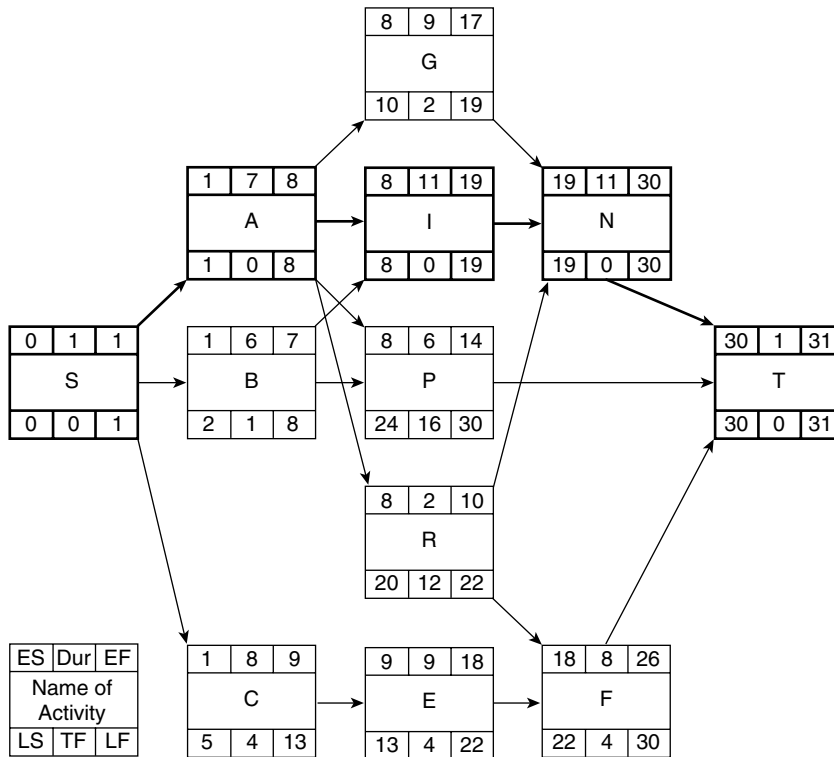 8 9 17
G
10 2 19
1 7 8
A
1 0 8
8 11 19
I
8 0 19
19 11 30
N
19 0 30
0 1 1
S
0 0 1
1 6 7
B
2 1 8
8 6 14
P
24 16 30
30 1 31
T
30 0 31
8 2 10
R
20 12 22
ES Dur EF
Name of
Activity
LS TF LF
1 8 9
C
5 4 13
9 9 18
E
13 4 22
18 8 26
F
22 4 30